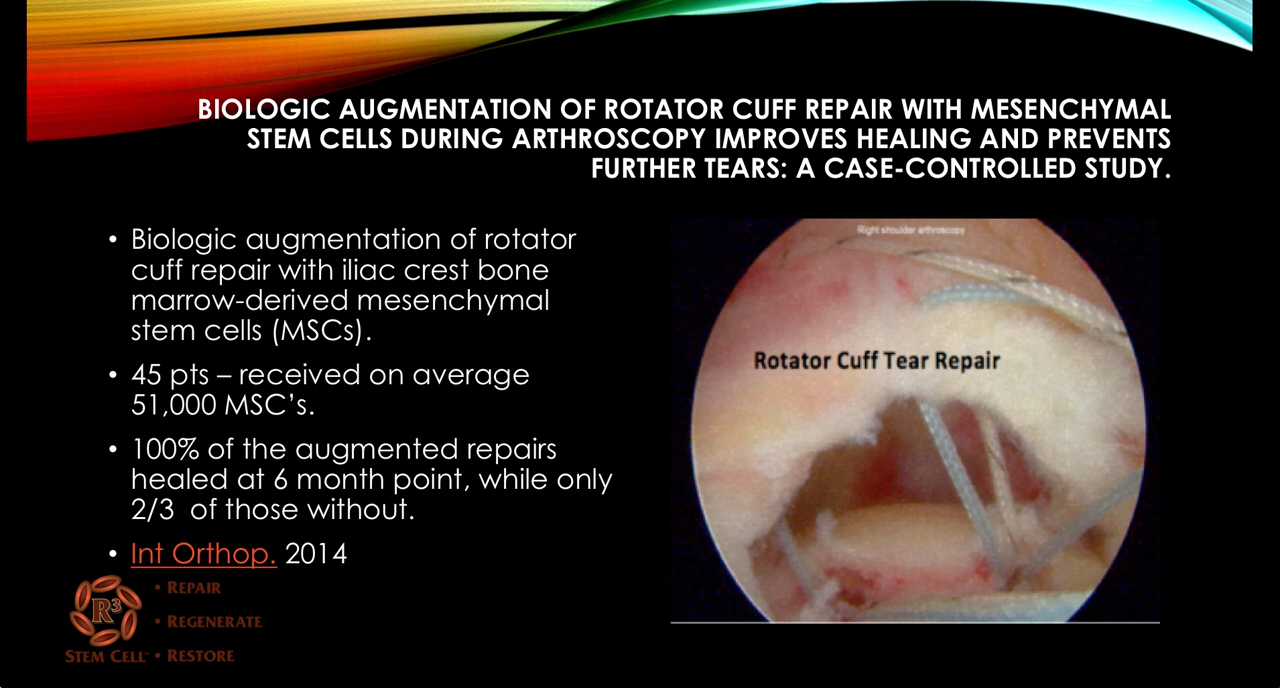 BIOLOGIC AUGMENTATION OF ROTATOR CUFF REPAIR WITH MESENCHYMAL
STEM CELLS DURING ARTHROSCOPY IMPROVES HEALING AND PREVENTS
FURTHER TEARS: A CASE-CONTROLLED STUDY.
• Biologic augmentation of rotator
cuff repair with iliac crest bone
marrow-derived mesenchymal
stem cells (MSCs).
• 45 pts – received on average
51,000 MSC's.
• 100% of the augmented repairs
healed at 6 month point, while only
2/3 of those without.
• Int Orthop. 2014
Right shoulder arthroscopy
Rotator Cuff Tear Repair
R³
STEM CELL™
• REPAIR
• REGENERATE
• RESTORE